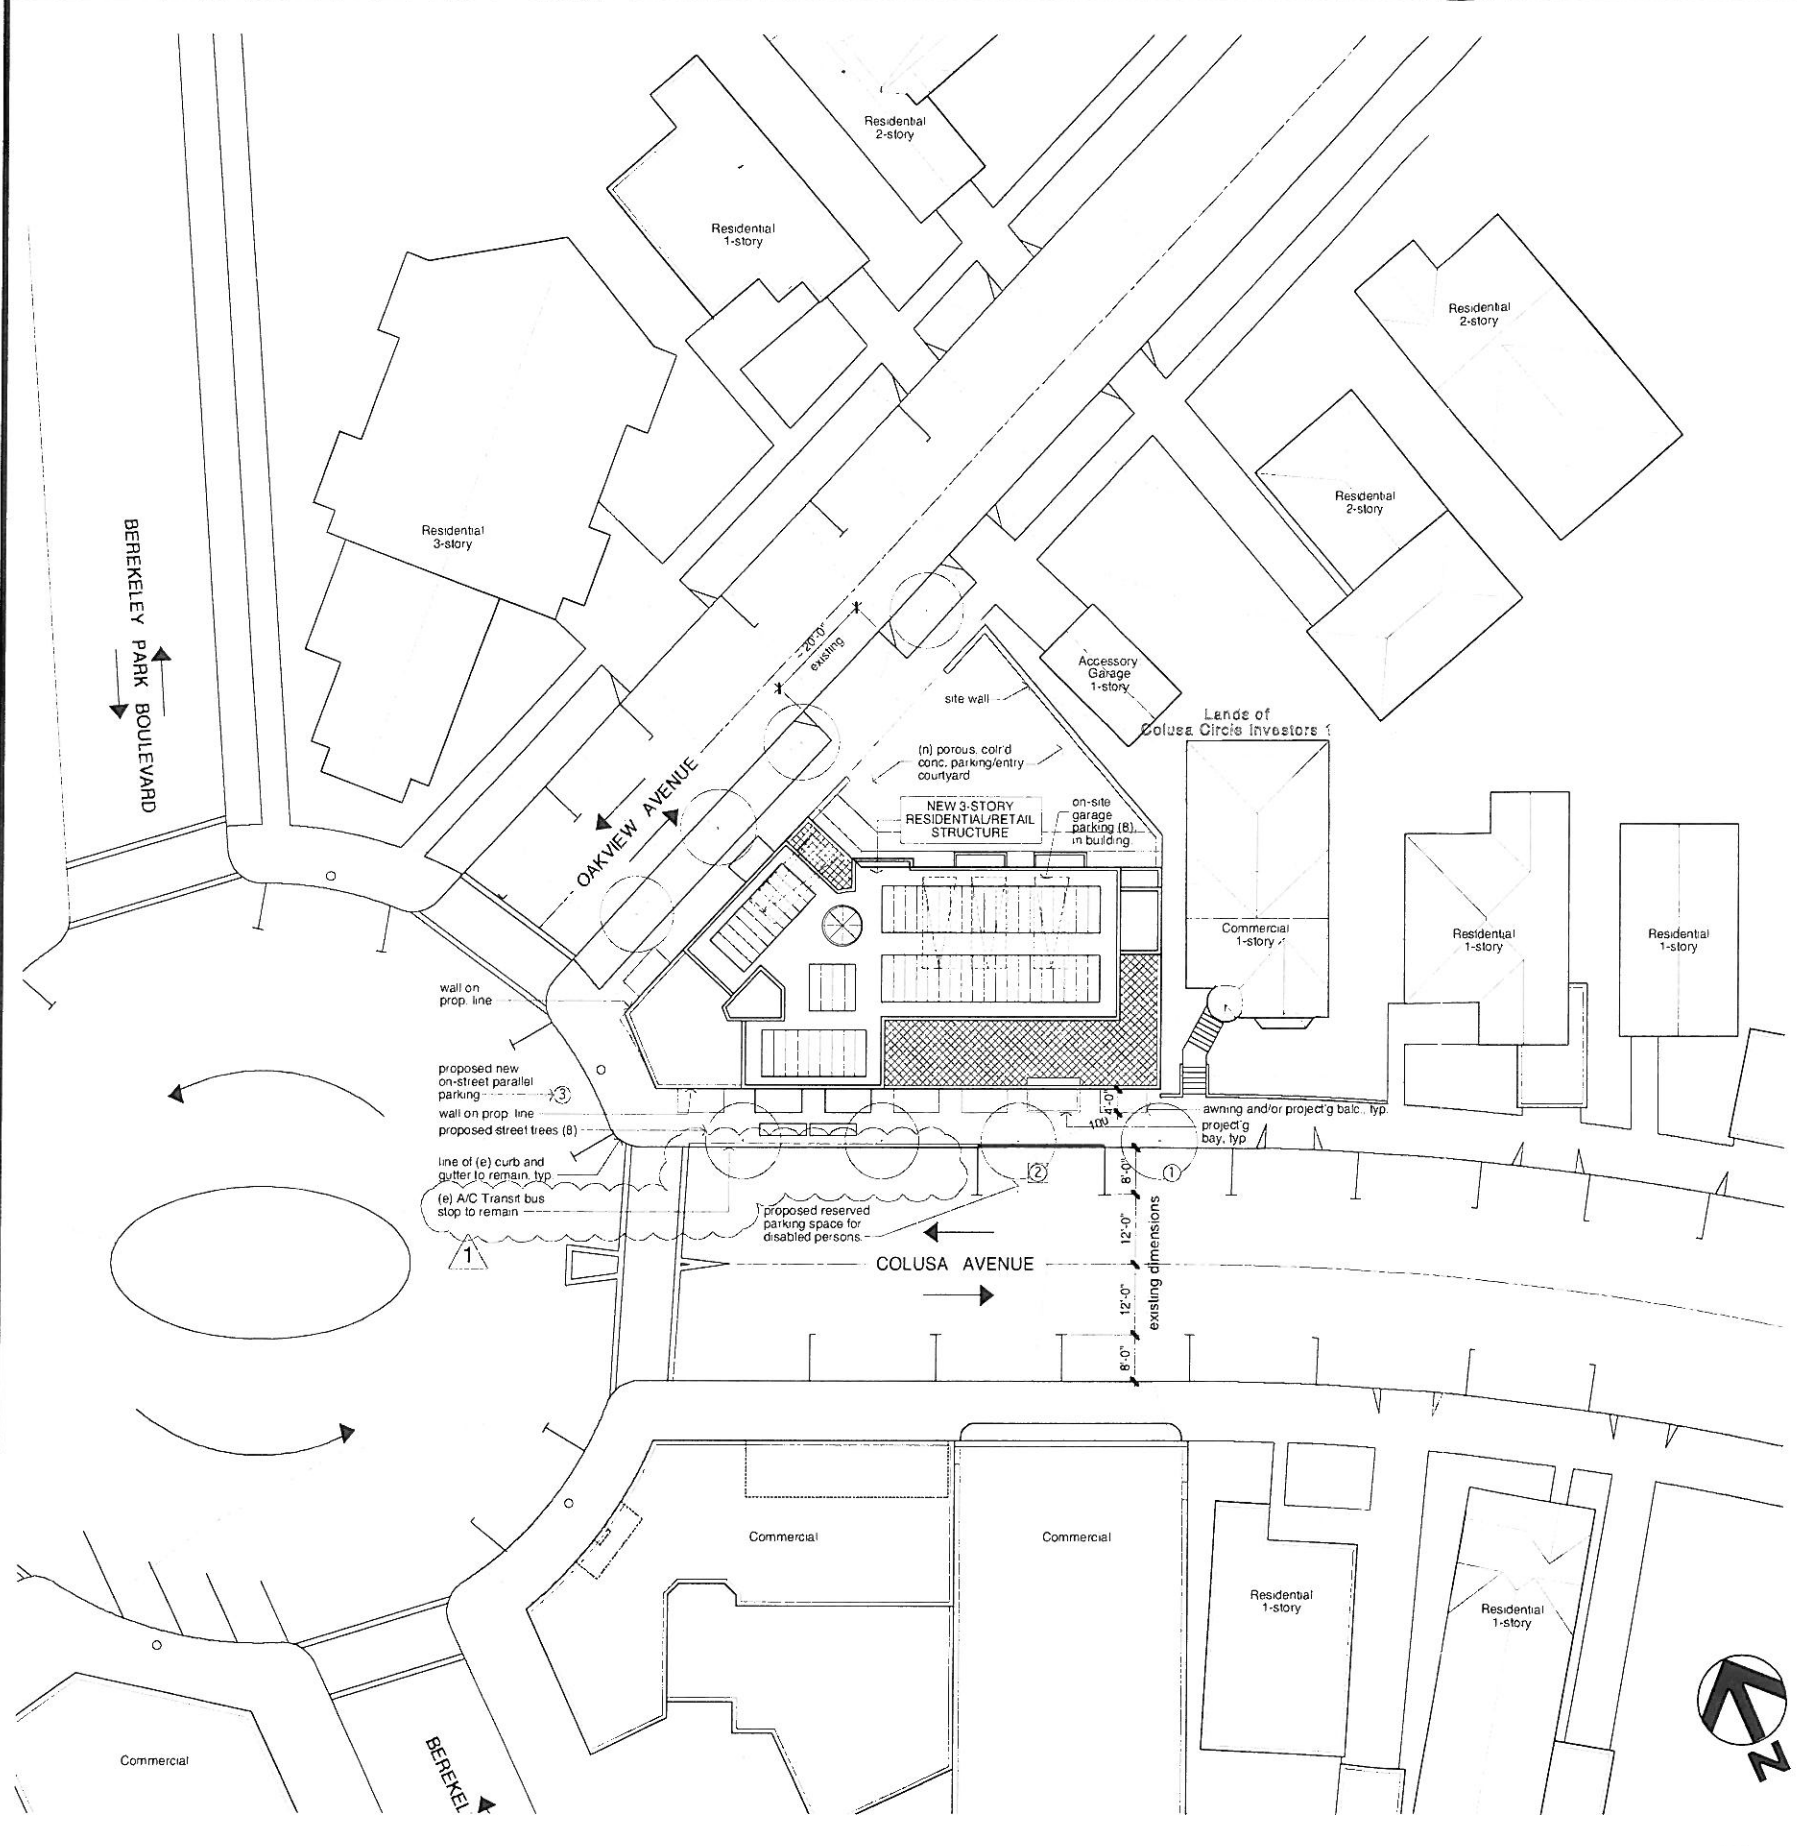 Residential
2-story
Residential
1-story
Residential
2-story
Residential
2-story
Residential
3-story
BEREKELEY PARK BOULEVARD
~ 20'-0"
existing
Accessory
Garage
1-story
site wall
Lands of
Colusa Circle Investors 1
(n) porous, colr'd
conc. parking/entry
courtyard
OAKVIEW AVENUE
NEW 3-STORY
RESIDENTIAL/RETAIL
STRUCTURE
on-site
garage
parking (8),
in building
Commercial
1-story
Residential
1-story
Residential
1-story
wall on
prop. line
proposed new
on-street parallel
parking
3
wall on prop. line
proposed street trees (8)
line of (e) curb and
gutter to remain, typ.
(e) A/C Transit bus
stop to remain
1
proposed reserved
parking space for
disabled persons.
2
1
awning and/or project'g balc., typ.
project'g
bay, typ
8'-0"
12'-0"
12'-0"
8'-0"
existing dimensions
COLUSA AVENUE
Commercial
Commercial
Residential
1-story
Residential
1-story
Commercial
BEREKEL
N